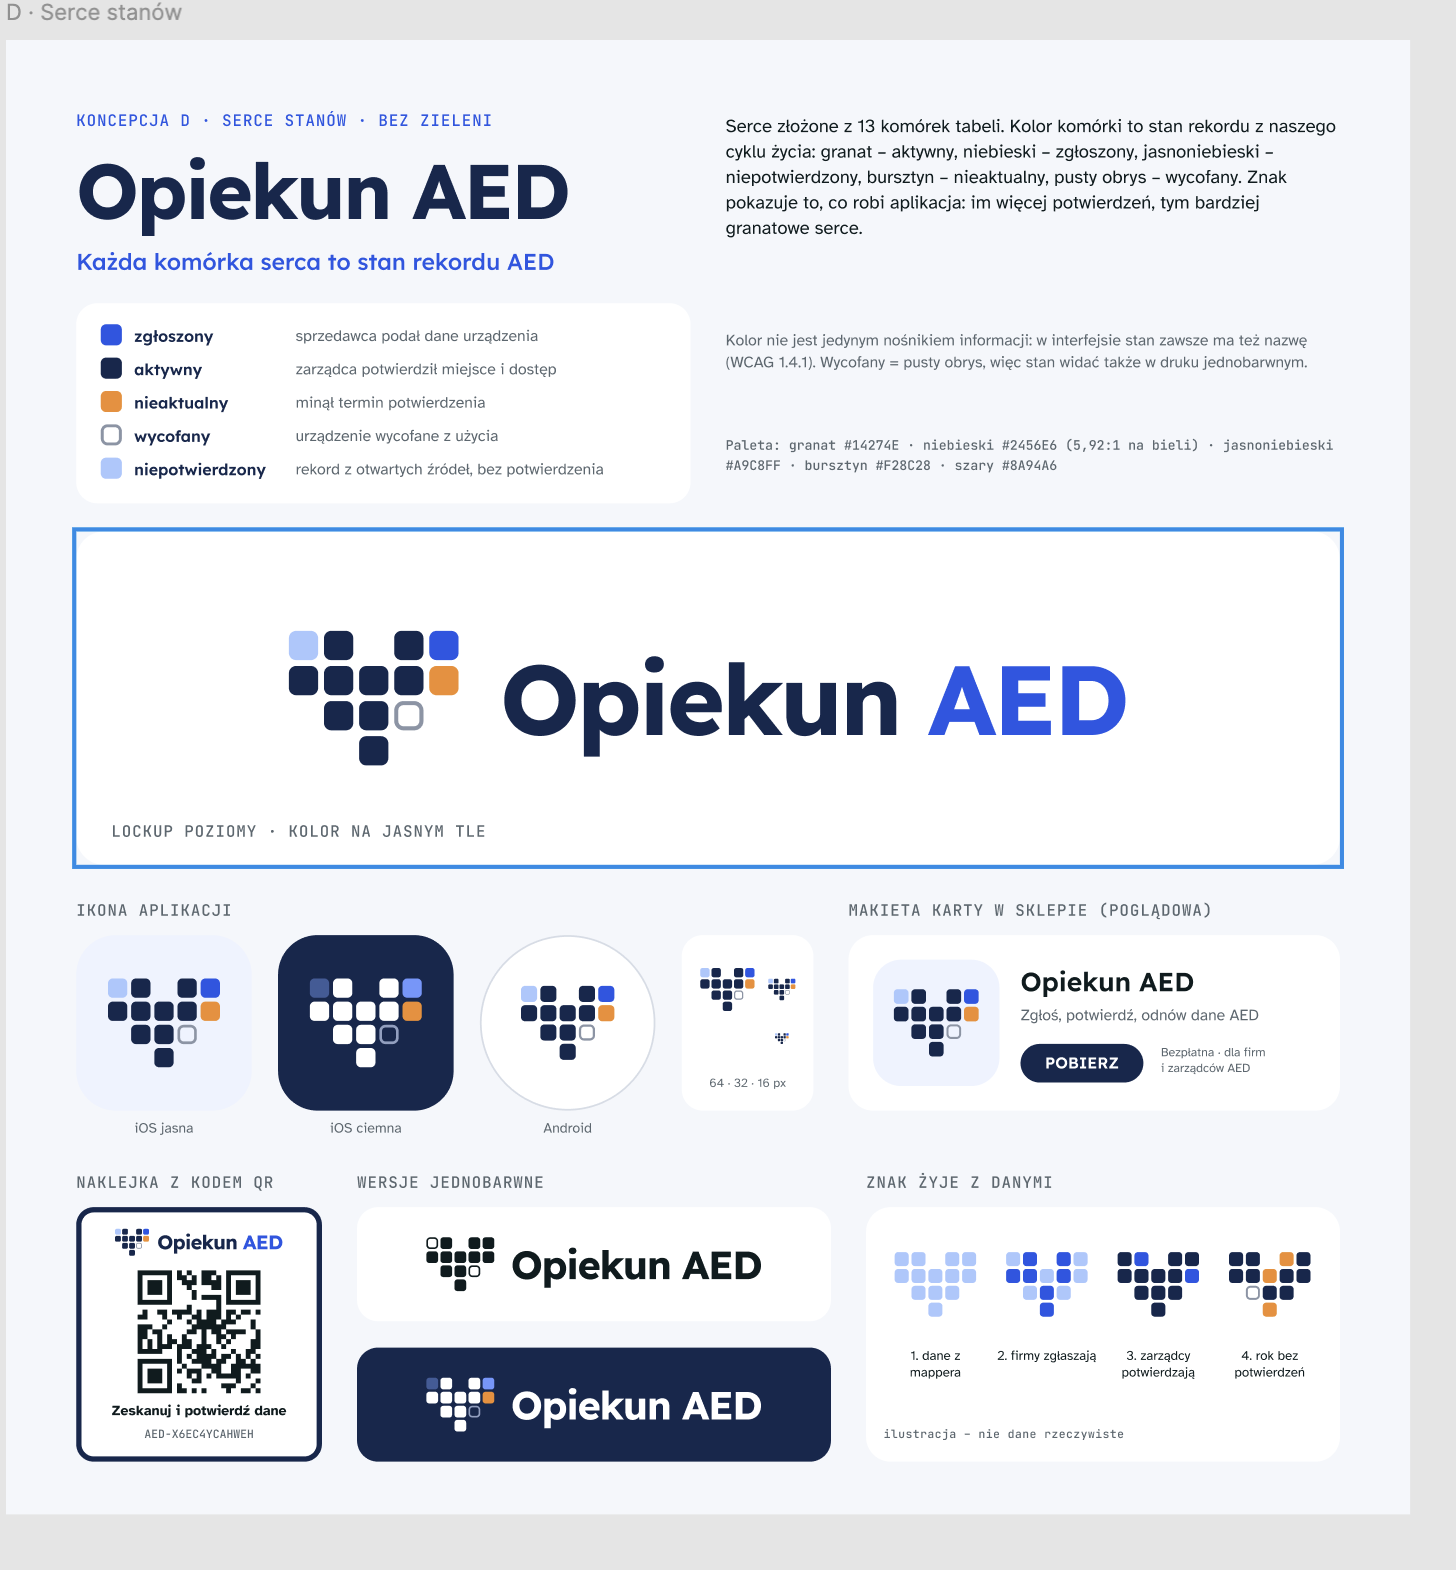 D · Serce stanów
KONCEPCJA D · SERCE STANÓW · BEZ ZIELENI
Opiekun AED
Każda komórka serca to stan rekordu AED
Serce złożone z 13 komórek tabeli. Kolor komórki to stan rekordu z naszego
cyklu życia: granat – aktywny, niebieski – zgłoszony, jasnoniebieski –
niepotwierdzony, bursztyn – nieaktualny, pusty obrys – wycofany. Znak
pokazuje to, co robi aplikacja: im więcej potwierdzeń, tym bardziej
granatowe serce.
zgłoszony sprzedawca podał dane urządzenia
aktywny zarządca potwierdził miejsce i dostęp
nieaktualny minął termin potwierdzenia
wycofany urządzenie wycofane z użycia
niepotwierdzony rekord z otwartych źródeł, bez potwierdzenia
Kolor nie jest jedynym nośnikiem informacji: w interfejsie stan zawsze ma też nazwę
(WCAG 1.4.1). Wycofany = pusty obrys, więc stan widać także w druku jednobarwnym.
Paleta: granat #14274E · niebieski #2456E6 (5,92:1 na bieli) · jasnoniebieski
#A9C8FF · bursztyn #F28C28 · szary #8A94A6
Opiekun AED
LOCKUP POZIOMY · KOLOR NA JASNYM TLE
IKONA APLIKACJI
iOS jasna
iOS ciemna
Android
64 · 32 · 16 px
MAKIETA KARTY W SKLEPIE (POGLĄDOWA)
Opiekun AED
Zgłoś, potwierdź, odnów dane AED
POBIERZ
Bezpłatna · dla firm
i zarządców AED
NAKLEJKA Z KODEM QR
Opiekun AED
Zeskanuj i potwierdź dane
AED-X6EC4YCAHWEH
WERSJE JEDNOBARWNE
Opiekun AED
Opiekun AED
ZNAK ŻYJE Z DANYMI
1. dane z
mappera
2. firmy zgłaszają
3. zarządcy
potwierdzają
4. rok bez
potwierdzeń
ilustracja – nie dane rzeczywiste